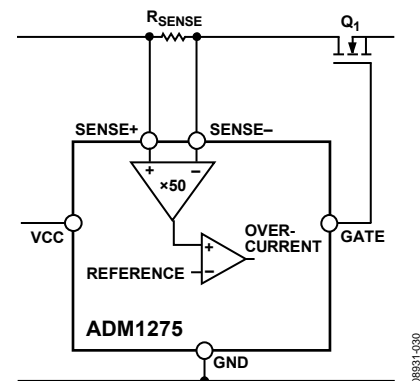 RSENSE
Q1
SENSE+
SENSE–
+
–
×50
VCC
OVER-
CURRENT
GATE
+
REFERENCE
–
ADM1275
GND
08931-030